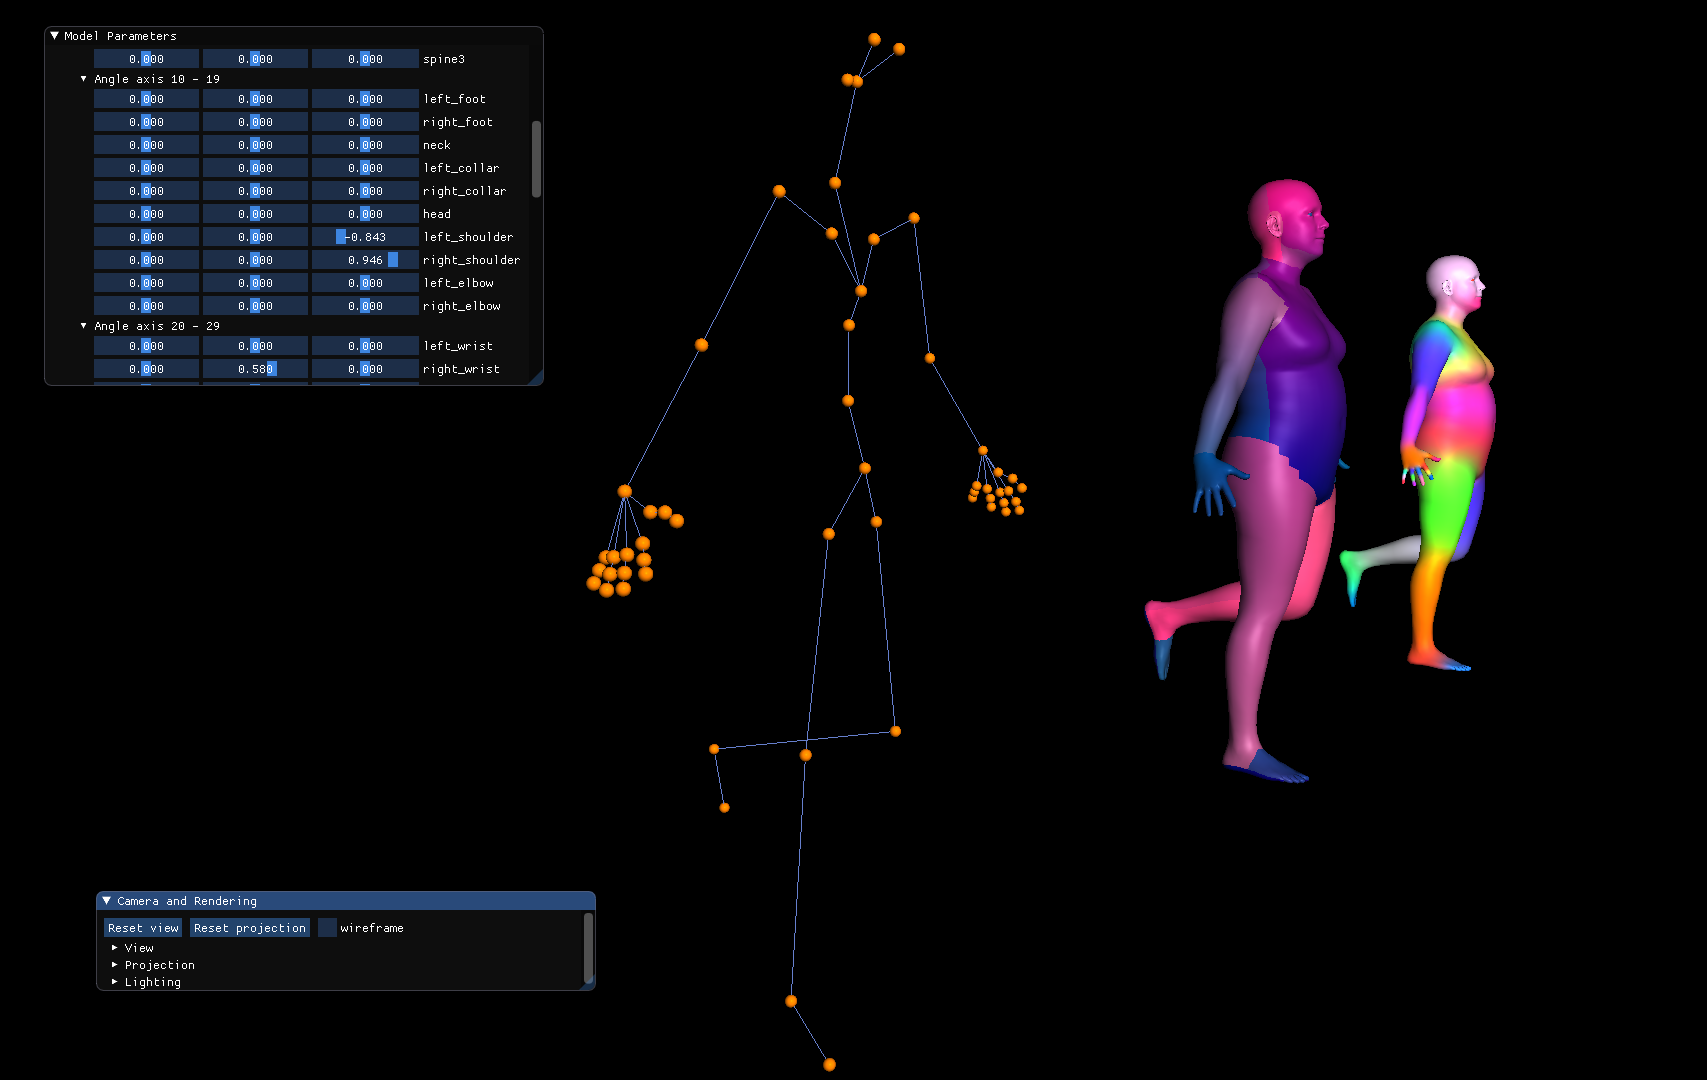 Model Parameters
0.000 0.000 0.000 spine3
Angle axis 10 - 19
0.000 0.000 0.000 left_foot
0.000 0.000 0.000 right_foot
0.000 0.000 0.000 neck
0.000 0.000 0.000 left_collar
0.000 0.000 0.000 right_collar
0.000 0.000 0.000 head
0.000 0.000 -0.843 left_shoulder
0.000 0.000 0.946 right_shoulder
0.000 0.000 0.000 left_elbow
0.000 0.000 0.000 right_elbow
Angle axis 20 - 29
0.000 0.000 0.000 left_wrist
0.000 0.580 0.000 right_wrist
Camera and Rendering
Reset view Reset projection wireframe
View
Projection
Lighting